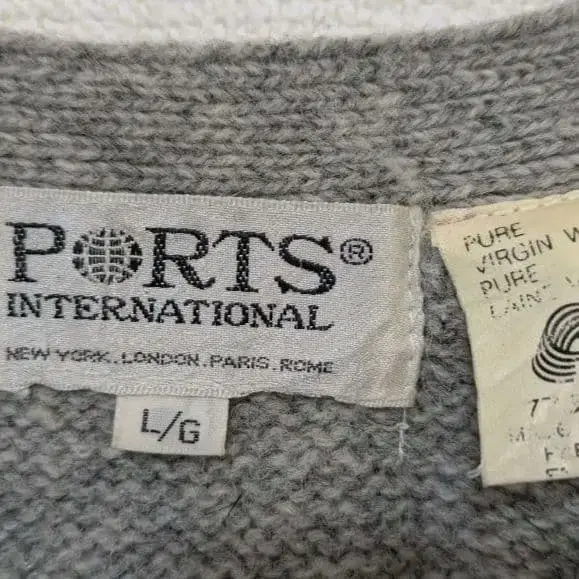 PORTS®
INTERNATIONAL
NEW YORK.LONDON.PARIS.ROME
L/G
PURE
VIRGIN
PURE